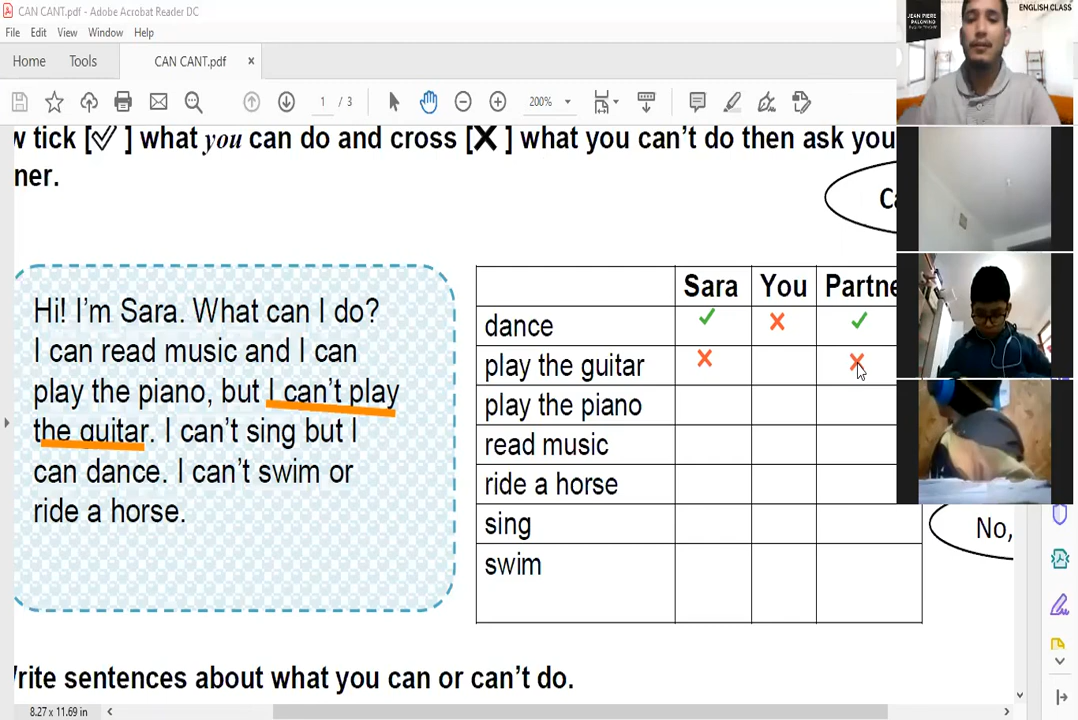 CAN CANT.pdf - Adobe Acrobat Reader DC
File Edit View Window Help
Home Tools CAN CANT.pdf ×
1 / 3 200%
w tick [✓] what you can do and cross [X] what you can't do then ask you
ner.
Hi! I'm Sara. What can I do?
I can read music and I can
play the piano, but I can't play
the guitar. I can't sing but I
can dance. I can't swim or
ride a horse.
Sara You Partne
dance ✓ X ✓
play the guitar X X
play the piano
read music
ride a horse
sing
swim
No,
rite sentences about what you can or can't do.
8.27 x 11.69 in
ENGLISH CLASS
JEAN PIERE
PALOMINO